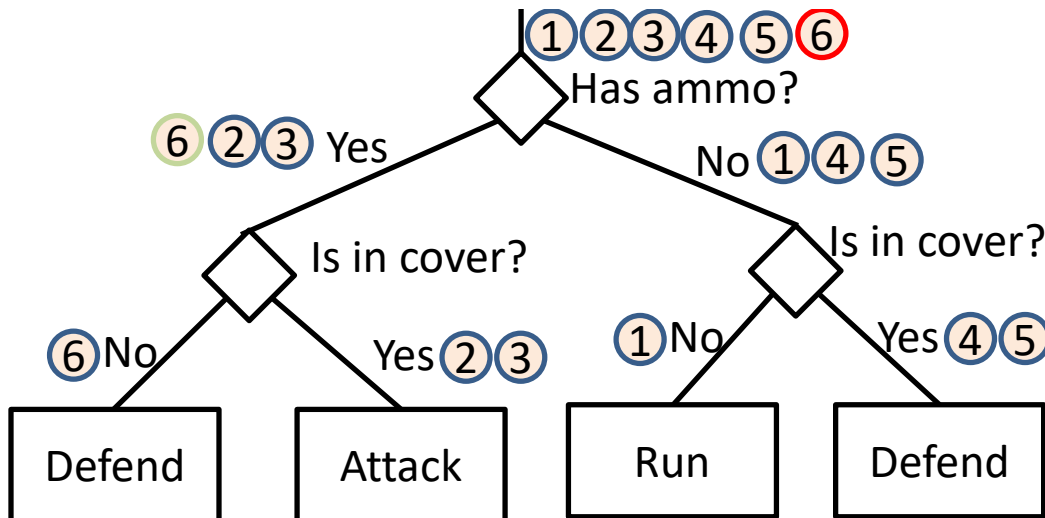 1 2 3 4 5 6
Has ammo?
6 2 3 Yes
No 1 4 5
Is in cover?
Is in cover?
6 No
Yes 2 3
1 No
Yes 4 5
Defend
Attack
Run
Defend